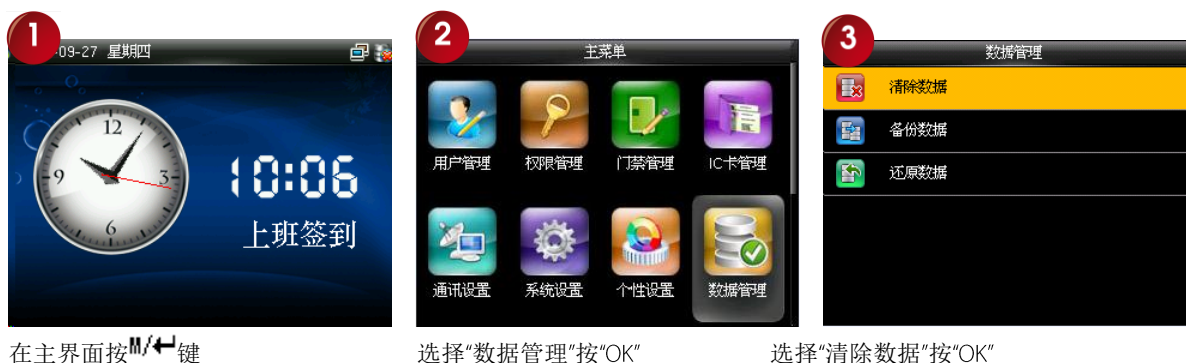 1
-09-27 星期四
12
3
6
9
10:06
上班签到
在主界面按M/↵键
2
主菜单
用户管理 权限管理 门禁管理 IC卡管理
通讯设置 系统设置 个性设置 数据管理
选择“数据管理”按“OK”
3
数据管理
清除数据
备份数据
还原数据
选择“清除数据”按“OK”